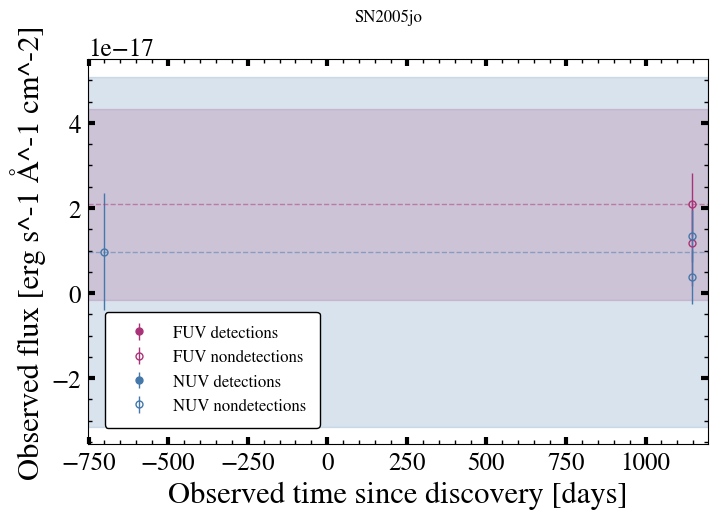 SN2005jo
1e−17
Observed flux [erg s^-1 Å^-1 cm^-2]
4
2
0
−2
FUV detections
FUV nondetections
NUV detections
NUV nondetections
−750 −500 −250 0 250 500 750 1000
Observed time since discovery [days]